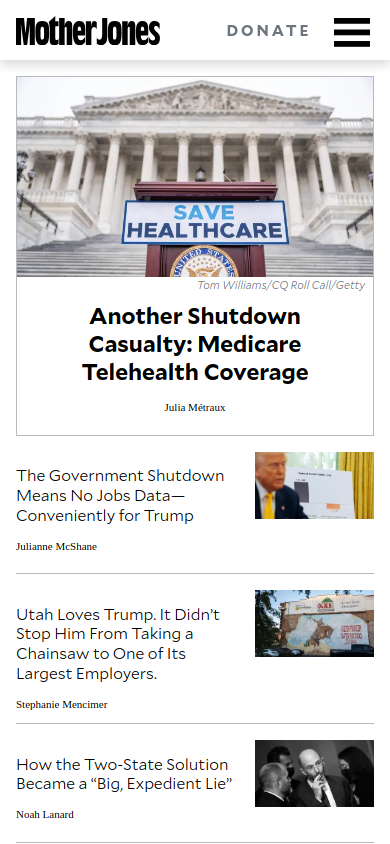 Mother Jones
DONATE
SAVE
HEALTHCARE
UNITED STATES
Tom Williams/CQ Roll Call/Getty
Another Shutdown
Casualty: Medicare
Telehealth Coverage
Julia Métraux
The Government Shutdown
Means No Jobs Data—
Conveniently for Trump
Julianne McShane
Utah Loves Trump. It Didn’t
Stop Him From Taking a
Chainsaw to One of Its
Largest Employers.
Stephanie Mencimer
How the Two-State Solution
Became a “Big, Expedient Lie”
Noah Lanard